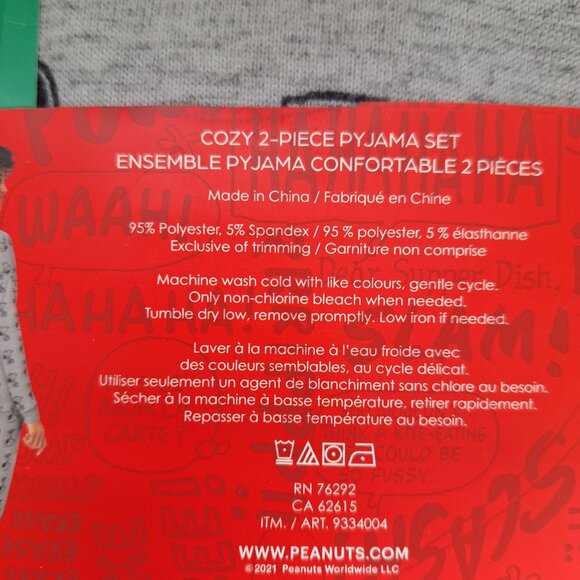 COZY 2-PIECE PYJAMA SET
ENSEMBLE PYJAMA CONFORTABLE 2 PIÈCES
Made in China / Fabriqué en Chine
95% Polyester, 5% Spandex / 95 % polyester, 5 % élasthanne
Exclusive of trimming / Garniture non comprise
Machine wash cold with like colours, gentle cycle.
Only non-chlorine bleach when needed.
Tumble dry low, remove promptly. Low iron if needed.
Laver à la machine à l'eau froide avec
des couleurs semblables, au cycle délicat.
Utiliser seulement un agent de blanchiment sans chlore au besoin.
Sécher à la machine à basse température, retirer rapidement.
Repasser à basse température au besoin.
RN 76292
CA 62615
ITM. / ART. 9334004
WWW.PEANUTS.COM
©2021 Peanuts Worldwide LLC
WAAH!
HAHAHA!
Dear Supper Dish,
CARTE?
A KITE-EATING
COULD BE
FUSSY.